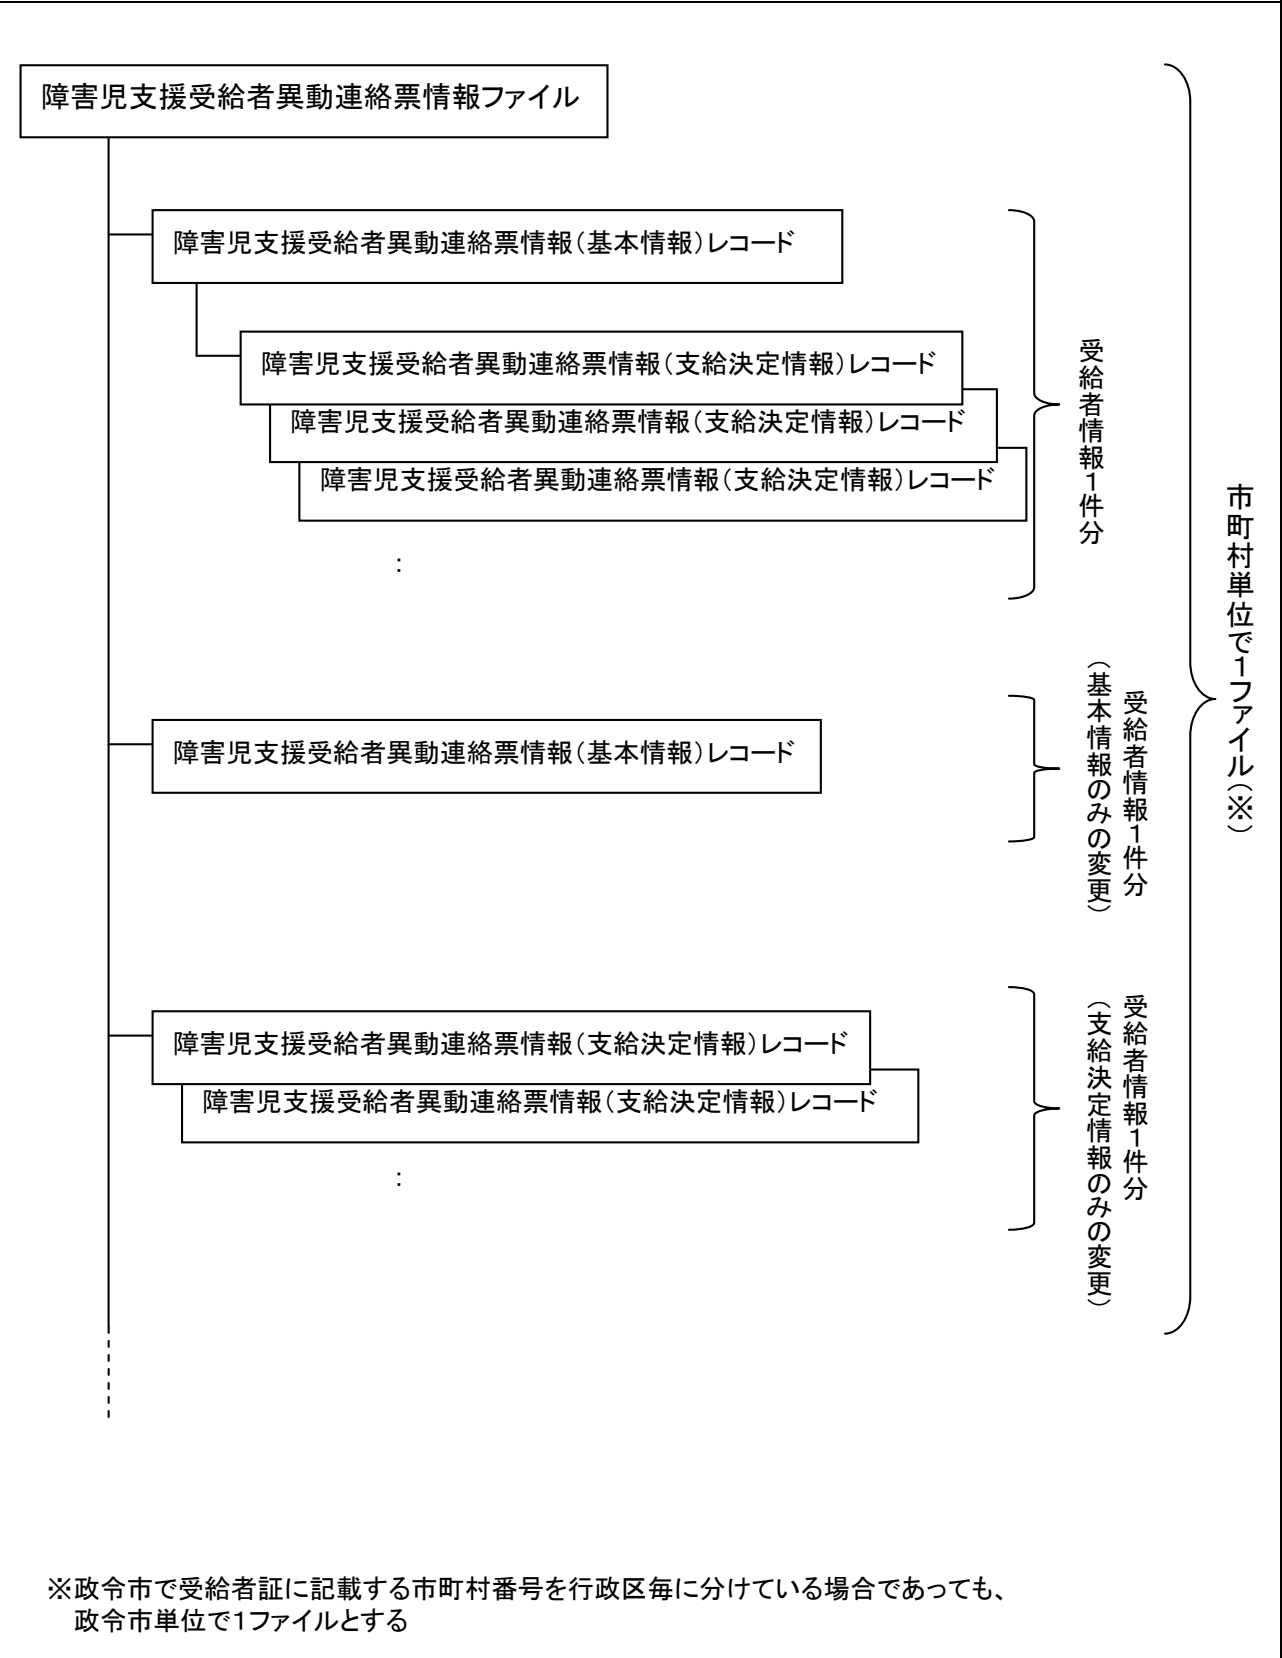 障害児支援受給者異動連絡票情報ファイル
障害児支援受給者異動連絡票情報（基本情報）レコード
障害児支援受給者異動連絡票情報（支給決定情報）レコード
障害児支援受給者異動連絡票情報（支給決定情報）レコード
障害児支援受給者異動連絡票情報（支給決定情報）レコード
：
受給者情報１件分
障害児支援受給者異動連絡票情報（基本情報）レコード
受給者情報１件分
（基本情報のみの変更）
障害児支援受給者異動連絡票情報（支給決定情報）レコード
障害児支援受給者異動連絡票情報（支給決定情報）レコード
：
受給者情報１件分
（支給決定情報のみの変更）
市町村単位で１ファイル（※）
※政令市で受給者証に記載する市町村番号を行政区毎に分けている場合であっても、
政令市単位で１ファイルとする